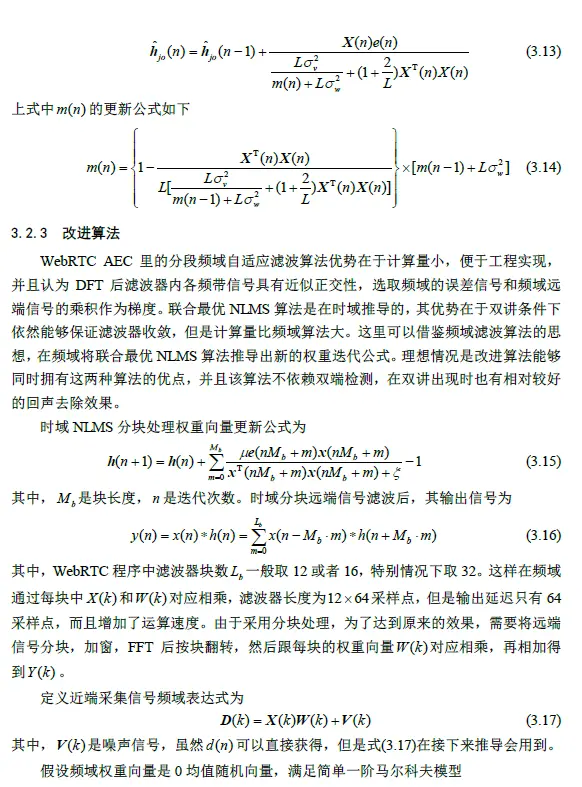 $$\hat{\boldsymbol{h}}_{jo}(n) = \hat{\boldsymbol{h}}_{jo}(n-1) + \frac{\boldsymbol{X}(n)e(n)}{\frac{L\sigma_v^2}{m(n)+L\sigma_w^2} + (1+\frac{2}{L})\boldsymbol{X}^{\mathrm{T}}(n)X(n)} \quad (3.13)$$
上式中 $m(n)$ 的更新公式如下
$$m(n) = \left\{ 1 - \frac{\boldsymbol{X}^{\mathrm{T}}(n)X(n)}{L[\frac{L\sigma_v^2}{m(n-1)+L\sigma_w^2} + (1+\frac{2}{L})\boldsymbol{X}^{\mathrm{T}}(n)X(n)]} \right\} \times [m(n-1)+L\sigma_w^2] \quad (3.14)$$
3.2.3 改进算法
WebRTC AEC 里的分段频域自适应滤波算法优势在于计算量小，便于工程实现，
并且认为 DFT 后滤波器内各频带信号具有近似正交性，选取频域的误差信号和频域远
端信号的乘积作为梯度。联合最优 NLMS 算法是在时域推导的，其优势在于双讲条件下
依然能够保证滤波器收敛，但是计算量比频域算法大。这里可以借鉴频域滤波算法的思
想，在频域将联合最优 NLMS 算法推导出新的权重迭代公式。理想情况是改进算法能够
同时拥有这两种算法的优点，并且该算法不依赖双端检测，在双讲出现时也有相对较好
的回声去除效果。
时域 NLMS 分块处理权重向量更新公式为
$$\boldsymbol{h}(n+1) = \boldsymbol{h}(n) + \sum_{m=0}^{M_b} \frac{\mu e(nM_b+m)\boldsymbol{x}(nM_b+m)}{\boldsymbol{x}^{\mathrm{T}}(nM_b+m)\boldsymbol{x}(nM_b+m)+\zeta} - 1 \quad (3.15)$$
其中，$M_b$ 是块长度，$n$ 是迭代次数。时域分块远端信号滤波后，其输出信号为
$$y(n) = x(n) * h(n) = \sum_{m=0}^{L_b} x(n-M_b \cdot m) * h(n+M_b \cdot m) \quad (3.16)$$
其中，WebRTC 程序中滤波器块数 $L_b$ 一般取 12 或者 16，特别情况下取 32。这样在频域
通过每块中 $X(k)$ 和 $W(k)$ 对应相乘，滤波器长度为 $12 \times 64$ 采样点，但是输出延迟只有 64
采样点，而且增加了运算速度。由于采用分块处理，为了达到原来的效果，需要将远端
信号分块，加窗，FFT 后按块翻转，然后跟每块的权重向量 $W(k)$ 对应相乘，再相加得
到 $Y(k)$ 。
定义近端采集信号频域表达式为
$$\boldsymbol{D}(k) = \boldsymbol{X}(k)\boldsymbol{W}(k) + \boldsymbol{V}(k) \quad (3.17)$$
其中，$\boldsymbol{V}(k)$ 是噪声信号，虽然 $d(n)$ 可以直接获得，但是式(3.17)在接下来推导会用到。
假设频域权重向量是 0 均值随机向量，满足简单一阶马尔科夫模型